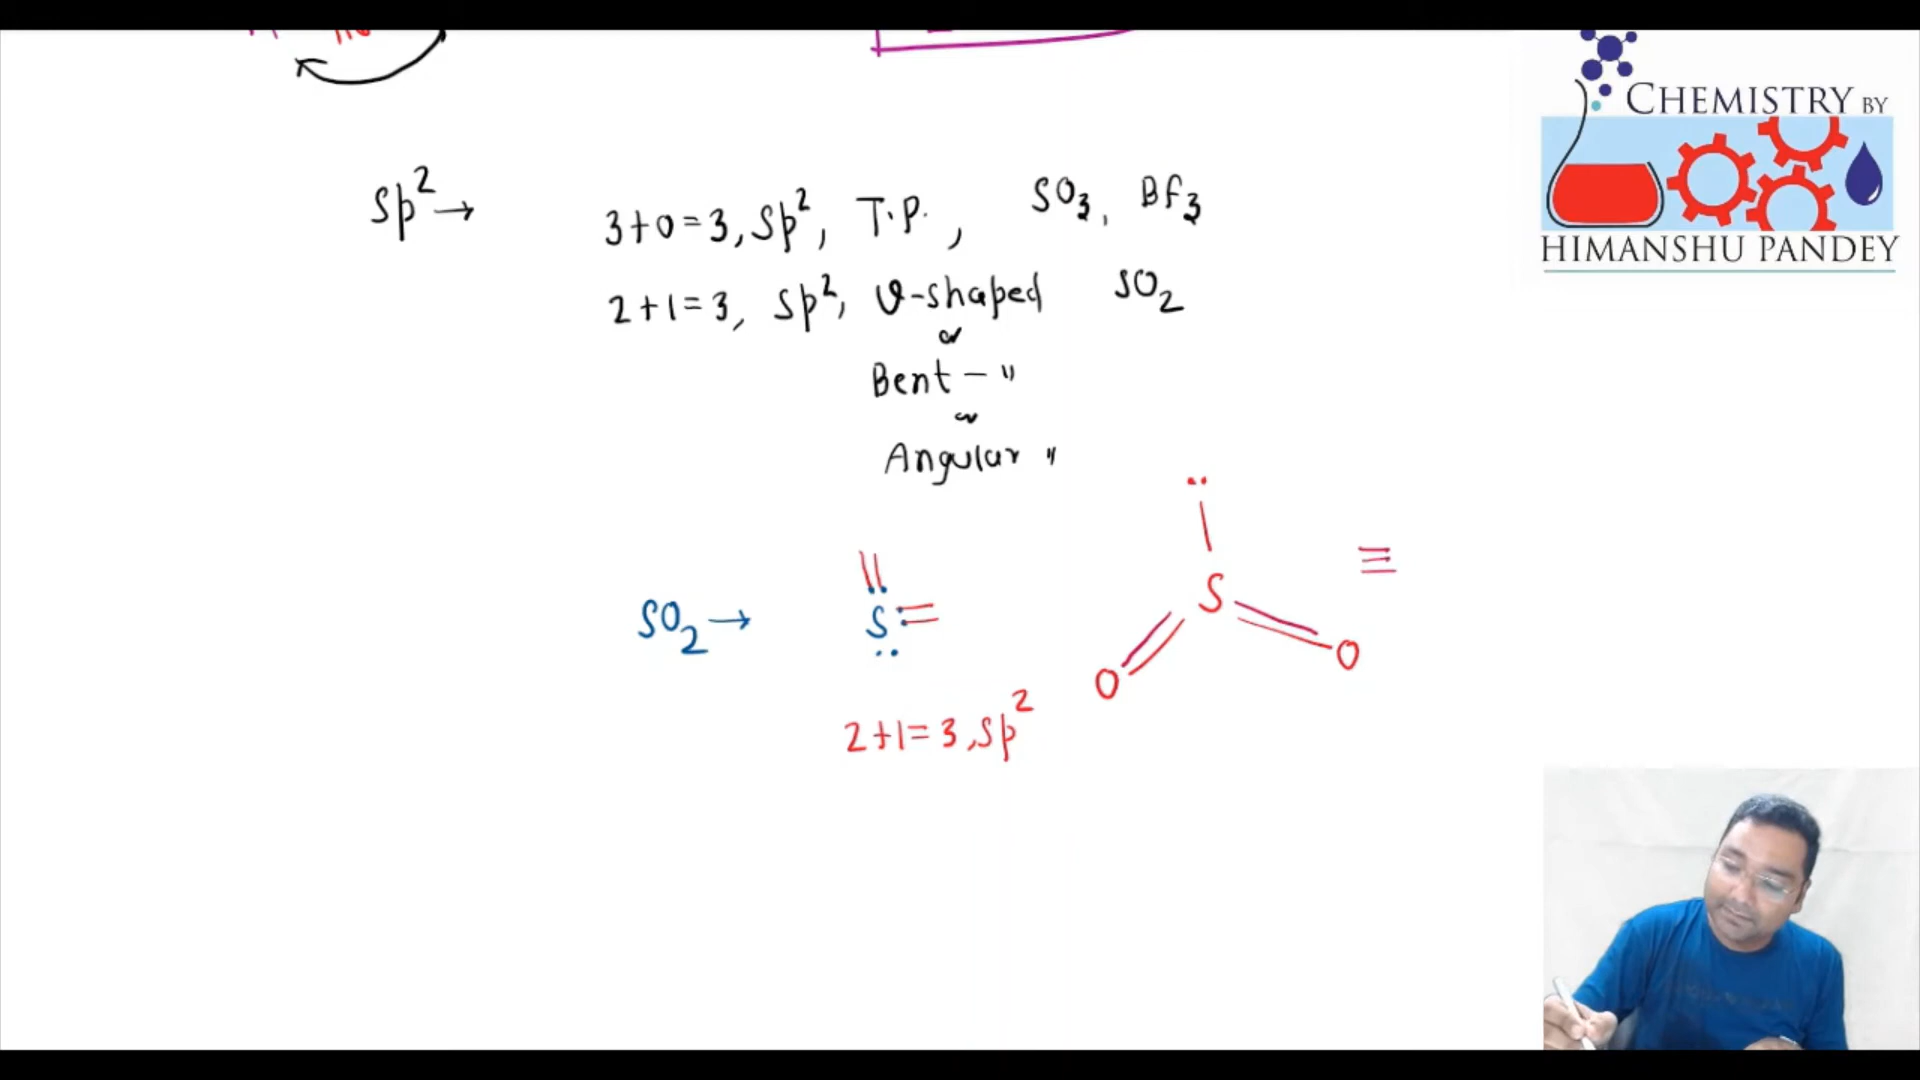 CHEMISTRY BY
HIMANSHU PANDEY
Sp²→
3+0=3, Sp², T.P., SO₃, BF₃
2+1=3, Sp², V-shaped SO₂
or
Bent - "
or
Angular "
SO₂→ S
2+1=3, Sp²
S
O O
≡